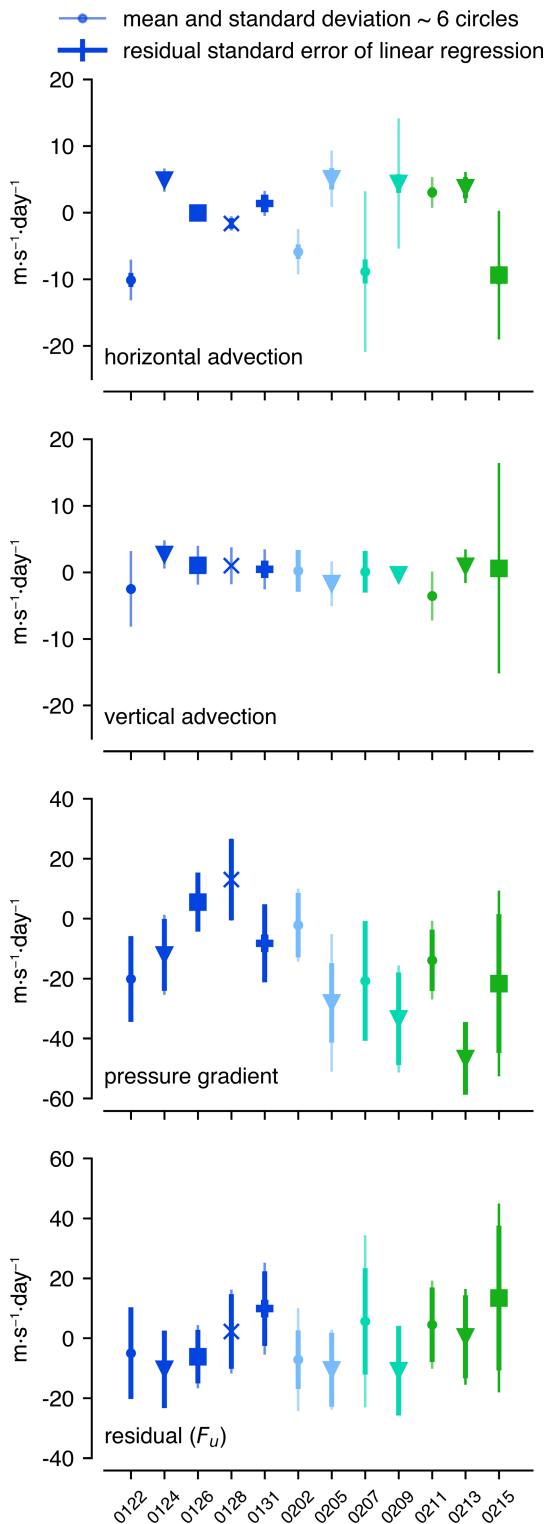 mean and standard deviation ~ 6 circles
residual standard error of linear regression
20
10
0
-10
-20
m·s⁻¹·day⁻¹
horizontal advection
20
10
0
-10
-20
m·s⁻¹·day⁻¹
vertical advection
40
20
0
-20
-40
-60
m·s⁻¹·day⁻¹
pressure gradient
60
40
20
0
-20
-40
m·s⁻¹·day⁻¹
residual (Fᵤ)
0122 0124 0126 0128 0131 0202 0205 0207 0209 0211 0213 0215